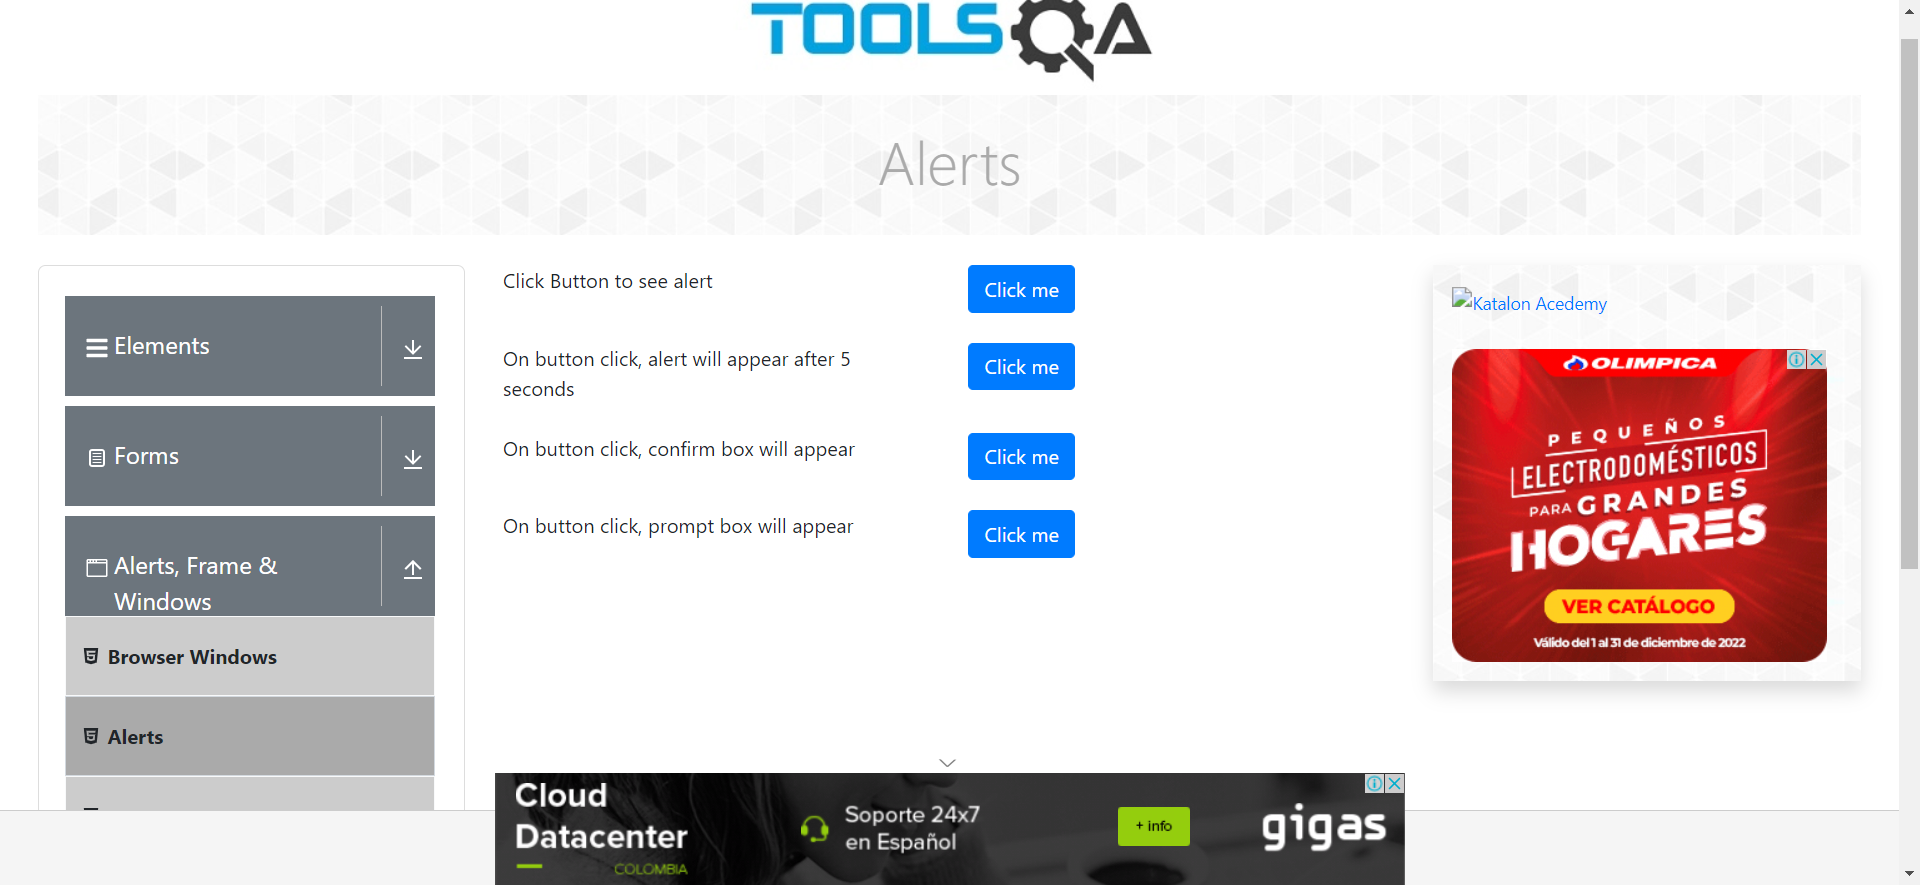 TOOLSQA
Alerts
Elements
Forms
Alerts, Frame &
Windows
Browser Windows
Alerts
Click Button to see alert
Click me
On button click, alert will appear after 5
seconds
Click me
On button click, confirm box will appear
Click me
On button click, prompt box will appear
Click me
Katalon Acedemy
OLIMPICA
PEQUEÑOS
ELECTRODOMÉSTICOS
PARA GRANDES
HOGARES
VER CATÁLOGO
Válido del 1 al 31 de diciembre de 2022
Cloud
Datacenter
COLOMBIA
Soporte 24x7
en Español
+ info
gigas